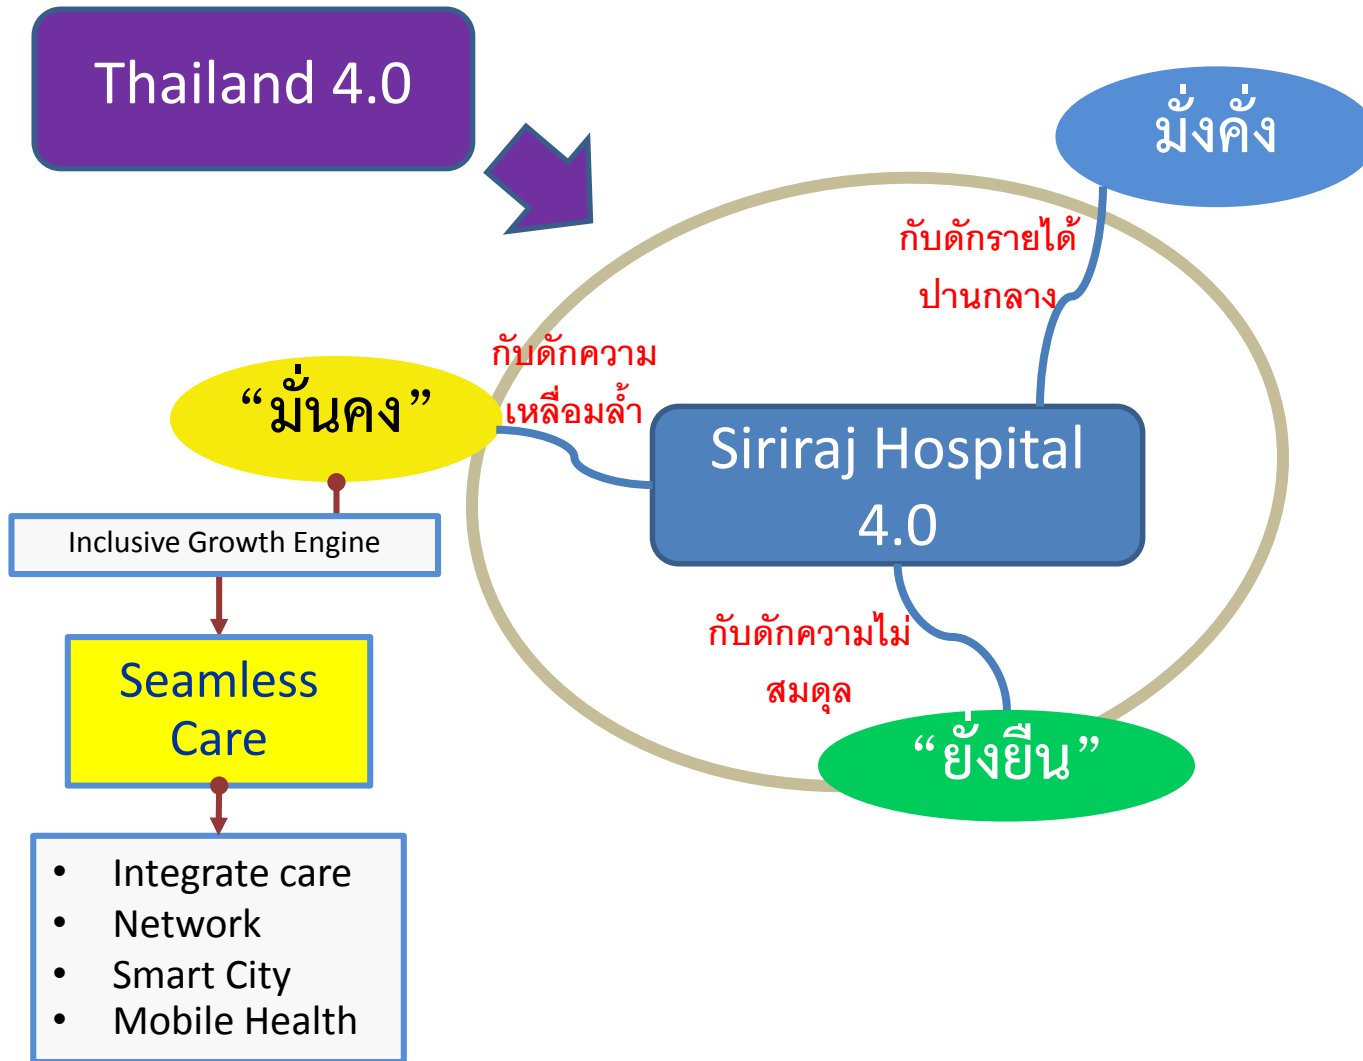 Thailand 4.0
มั่งคั่ง
กับดักรายได้
ปานกลาง
กับดักความ
เหลื่อมล้ำ
“มั่นคง”
Siriraj Hospital
4.0
Inclusive Growth Engine
กับดักความไม่
สมดุล
Seamless
Care
“ยั่งยืน”
• Integrate care
• Network
• Smart City
• Mobile Health